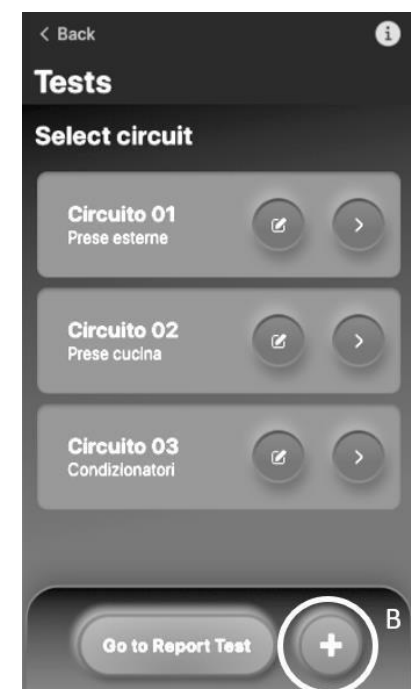 < Back
i
Tests
Select circuit
Circuito 01
Prese esterne
Circuito 02
Prese cucina
Circuito 03
Condizionatori
Go to Report Test
+
B